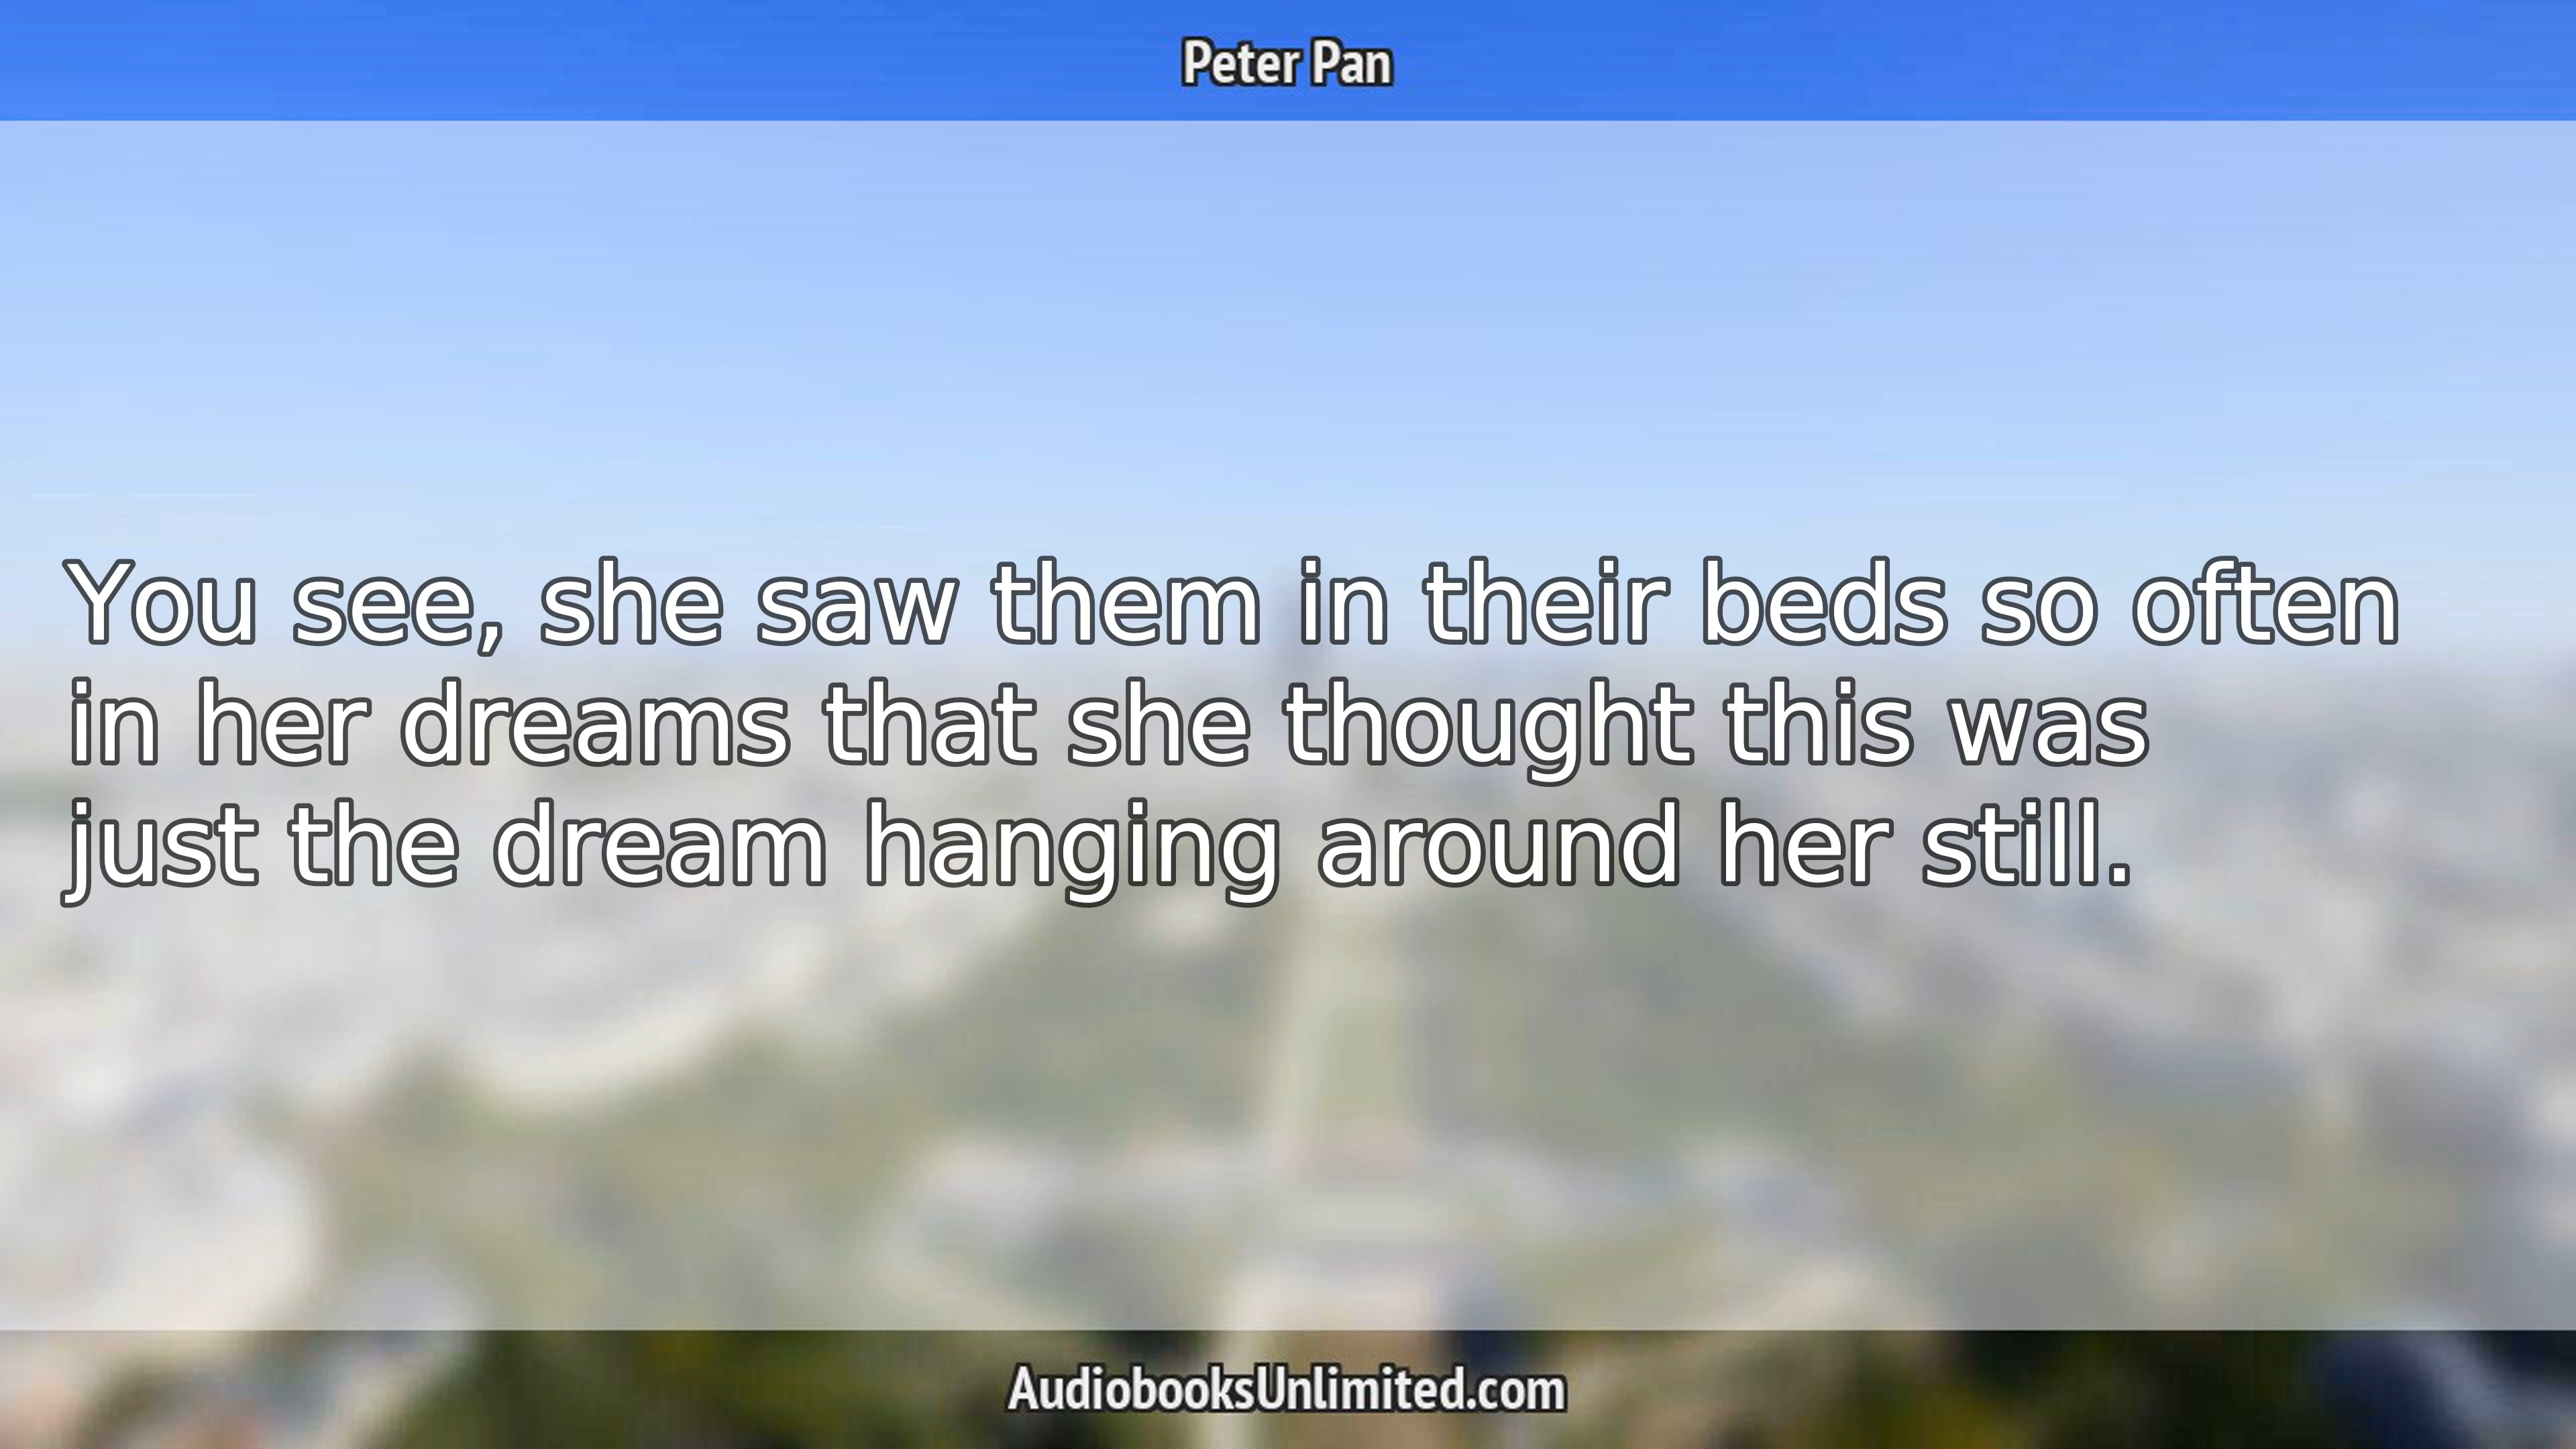 Peter Pan
You see, she saw them in their beds so often
in her dreams that she thought this was
just the dream hanging around her still.
AudiobooksUnlimited.com